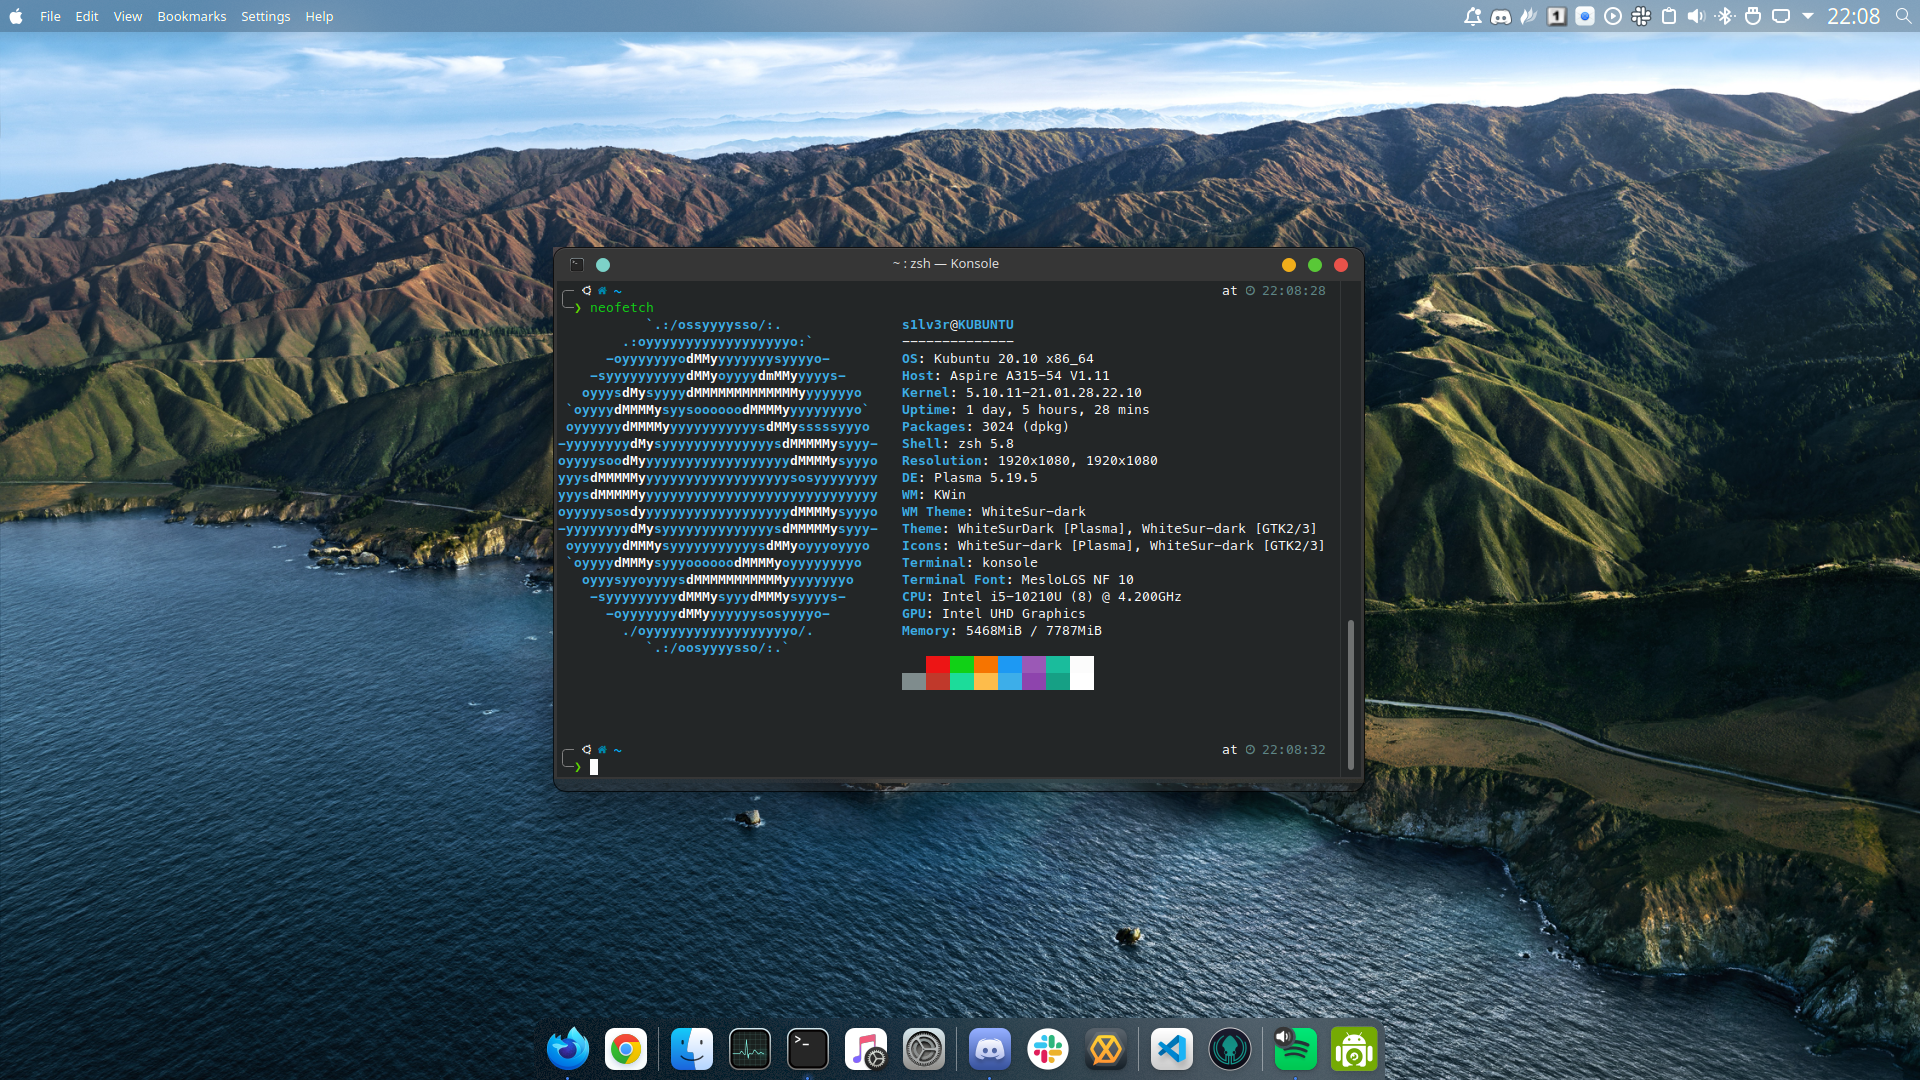 File Edit View Bookmarks Settings Help 1 22:08
~ : zsh — Konsole
~ at 22:08:28
❯ neofetch
`.:/ossyyyysso/:. s1lv3r@KUBUNTU
.:oyyyyyyyyyyyyyyyyyyo:` --------------
-oyyyyyyyodMMyyyyyyyysyyyyo- OS: Kubuntu 20.10 x86_64
-syyyyyyyyyydMMyoyyyydmMMyyyyys- Host: Aspire A315-54 V1.11
oyyysdMysyyyydMMMMMMMMMMMMMyyyyyyyo Kernel: 5.10.11-21.01.28.22.10
`oyyyydMMMMysyysoooooodMMMMyyyyyyyyyo` Uptime: 1 day, 5 hours, 28 mins
oyyyyyydMMMMyyyyyyyyyyyysdMMysssssyyyo Packages: 3024 (dpkg)
-yyyyyyyydMysyyyyyyyyyyyyyysdMMMMMysyyy- Shell: zsh 5.8
oyyyysoodMyyyyyyyyyyyyyyyyyyydMMMMysyyyo Resolution: 1920x1080, 1920x1080
yyysdMMMMMyyyyyyyyyyyyyyyyyyysosyyyyyyyy DE: Plasma 5.19.5
yyysdMMMMMyyyyyyyyyyyyyyyyyyyyyyyyyyyyyy WM: KWin
oyyyyysosdyyyyyyyyyyyyyyyyyyydMMMMysyyyo WM Theme: WhiteSur-dark
-yyyyyyyydMysyyyyyyyyyyyyyysdMMMMMysyyy- Theme: WhiteSurDark [Plasma], WhiteSur-dark [GTK2/3]
oyyyyyydMMMysyyyyyyyyyyysdMMyoyyyoyyyo Icons: WhiteSur-dark [Plasma], WhiteSur-dark [GTK2/3]
`oyyyydMMMysyyyoooooodMMMMyoyyyyyyyyo Terminal: konsole
oyyysyyoyyyysdMMMMMMMMMMMyyyyyyyyo Terminal Font: MesloLGS NF 10
-syyyyyyyyydMMMysyyydMMMysyyyys- CPU: Intel i5-10210U (8) @ 4.200GHz
-oyyyyyyydMMyyyyyyysosyyyyo- GPU: Intel UHD Graphics
./oyyyyyyyyyyyyyyyyyyo/. Memory: 5468MiB / 7787MiB
`.:/oosyyyysso/:.`
~ at 22:08:32
❯
>_